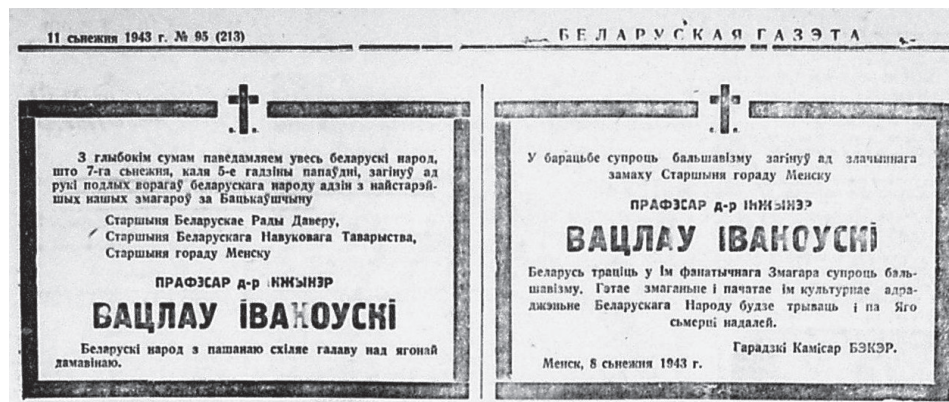 11 сьнежня 1943 г. № 95 (213)
БЕЛАРУСКАЯ ГАЗЭТА
З глыбокім сумам паведамляем увесь беларускі народ,
што 7-га сьнежня, каля 5-е гадзіны папаўдні, загінуў ад
рукі подлых ворагаў беларускага народу адзін з найстарэй-
шых нашых змагароў за Бацькаўшчыну
Старшыня Беларускае Рады Даверу,
Старшыня Беларускага Навуковага Таварыства,
Старшыня гораду Менску
ПРАФЭСАР д-р ІНЖЫНЭР
ВАЦЛАУ ІВАНОУСКІ
Беларускі народ з пашанаю схіляе галаву над ягонай
дамавінаю.
У барацьбе супроць бальшавізму загінуў ад злачыннага
замаху Старшыня гораду Менску
ПРАФЭСАР д-р ІНЖЫНЭР
ВАЦЛАУ ІВАНОУСКІ
Беларусь траціць у Ім фанатычнага Змагара супроць баль-
шавізму. Гэтае змаганьне і пачатае Ім культурнае адра-
джэньне Беларускага Народу будзе трываць і па Яго
сьмерці надалей.
Гарадзкі Камісар БЭКЭР.
Менск, 8 сьнежня 1943 г.